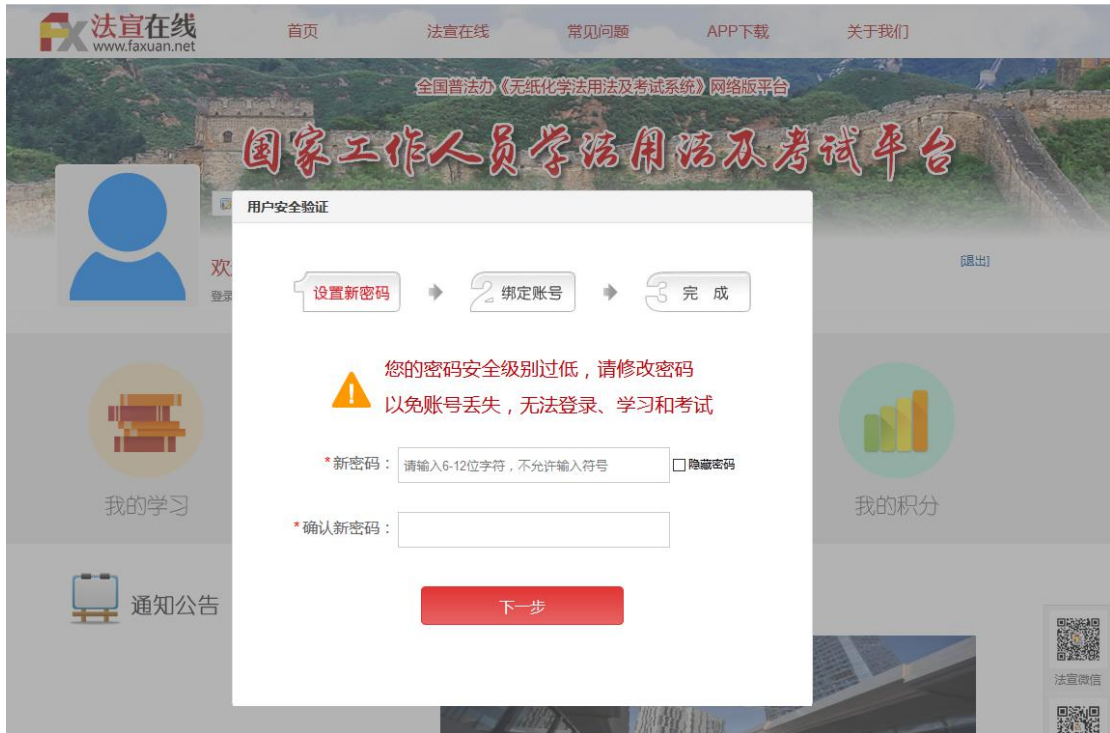 法宣在线
www.faxuan.net
首页
法宣在线
常见问题
APP下载
关于我们
全国普法办《无纸化学法用法及考试系统》网络版平台
国家工作人员学法用法及考试平台
用户安全验证
欢
[退出]
登录
1 设置新密码
2 绑定账号
3 完 成
您的密码安全级别过低，请修改密码
以免账号丢失，无法登录、学习和考试
*新密码：
请输入6-12位字符，不允许输入符号
隐藏密码
我的学习
我的积分
*确认新密码：
下一步
通知公告
法宣微信